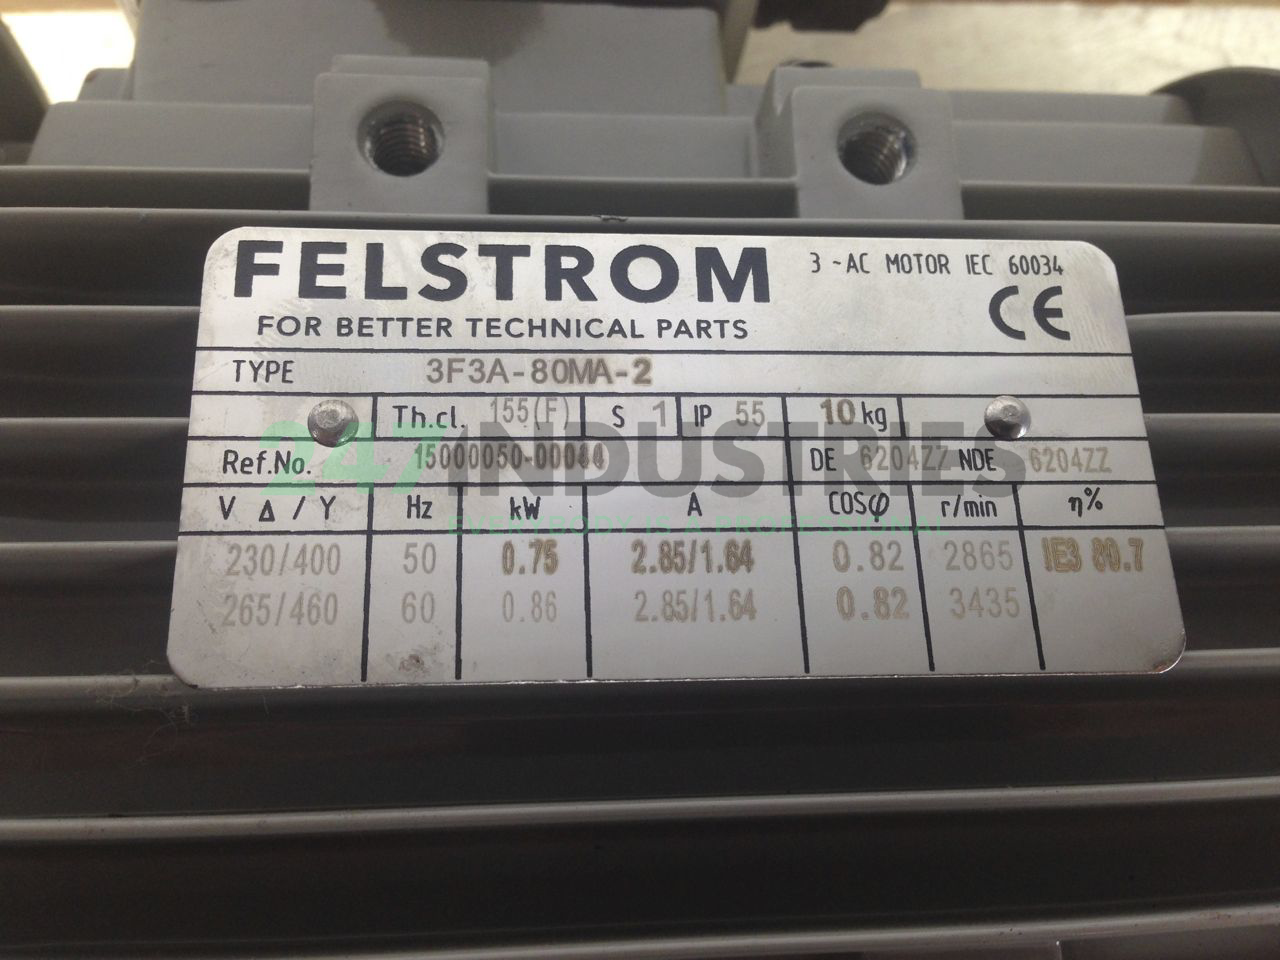 FELSTROM
3 ~AC MOTOR IEC 60034
FOR BETTER TECHNICAL PARTS
CE
TYPE 3F3A-80MA-2
Th.cl. 155(F) S 1 IP 55 10 kg
Ref.No. 15000050-00044 DE 6204ZZ NDE 6204ZZ
247INDUSTRIES
V Δ / Y Hz kW A COSφ r/min η%
EVERYBODY IS A PROFESSIONAL
230/400 50 0.75 2.85/1.64 0.82 2865 IE3 80.7
265/460 60 0.86 2.85/1.64 0.82 3435